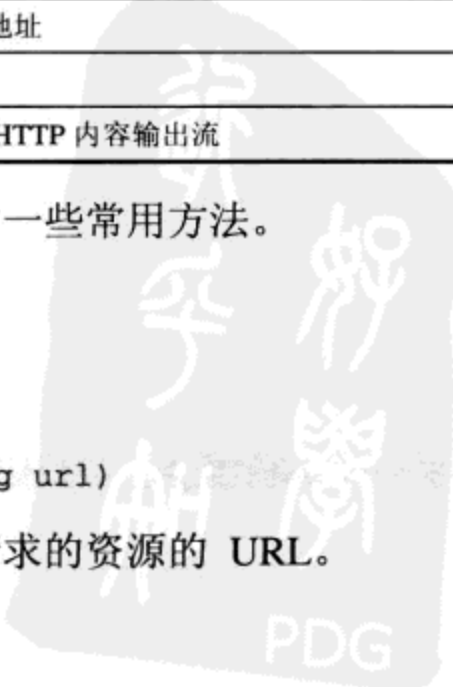 地址
HTTP 内容输出流
一些常用方法。
g url)
求的资源的 URL。
PDG